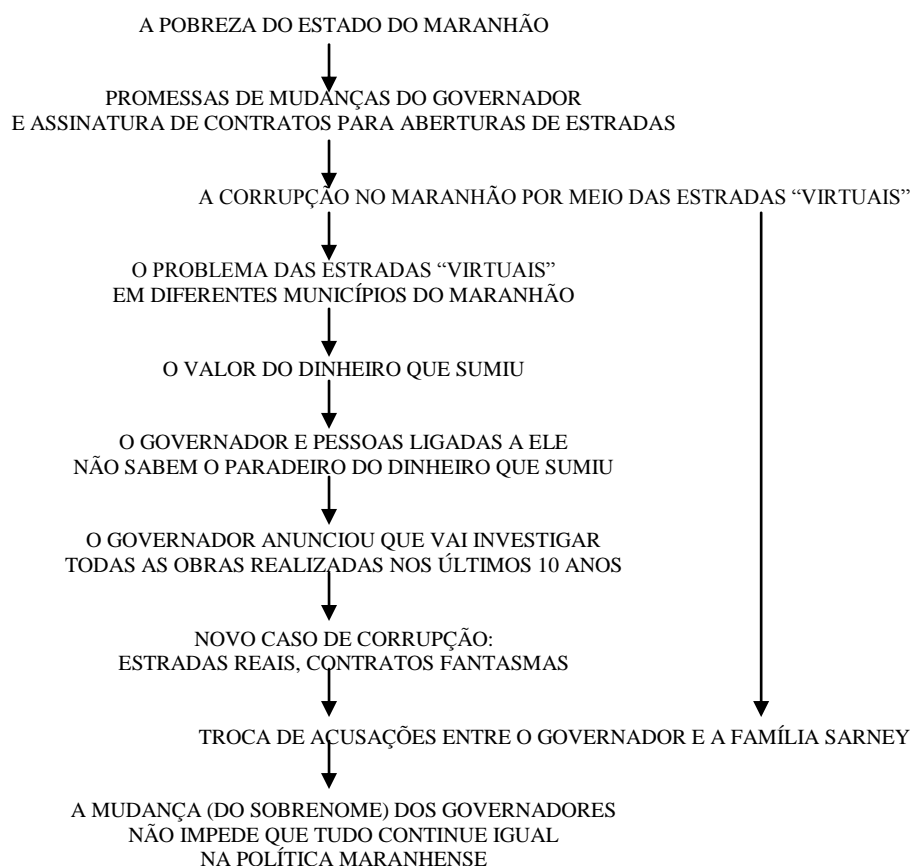 A POBREZA DO ESTADO DO MARANHÃO
PROMESSAS DE MUDANÇAS DO GOVERNADOR
E ASSINATURA DE CONTRATOS PARA ABERTURAS DE ESTRADAS
A CORRUPÇÃO NO MARANHÃO POR MEIO DAS ESTRADAS “VIRTUAIS”
O PROBLEMA DAS ESTRADAS “VIRTUAIS”
EM DIFERENTES MUNICÍPIOS DO MARANHÃO
O VALOR DO DINHEIRO QUE SUMIU
O GOVERNADOR E PESSOAS LIGADAS A ELE
NÃO SABEM O PARADEIRO DO DINHEIRO QUE SUMIU
O GOVERNADOR ANUNCIOU QUE VAI INVESTIGAR
TODAS AS OBRAS REALIZADAS NOS ÚLTIMOS 10 ANOS
NOVO CASO DE CORRUPÇÃO:
ESTRADAS REAIS, CONTRATOS FANTASMAS
TROCA DE ACUSAÇÕES ENTRE O GOVERNADOR E A FAMÍLIA SARNEY
A MUDANÇA (DO SOBRENOME) DOS GOVERNADORES
NÃO IMPEDE QUE TUDO CONTINUE IGUAL
NA POLÍTICA MARANHENSE